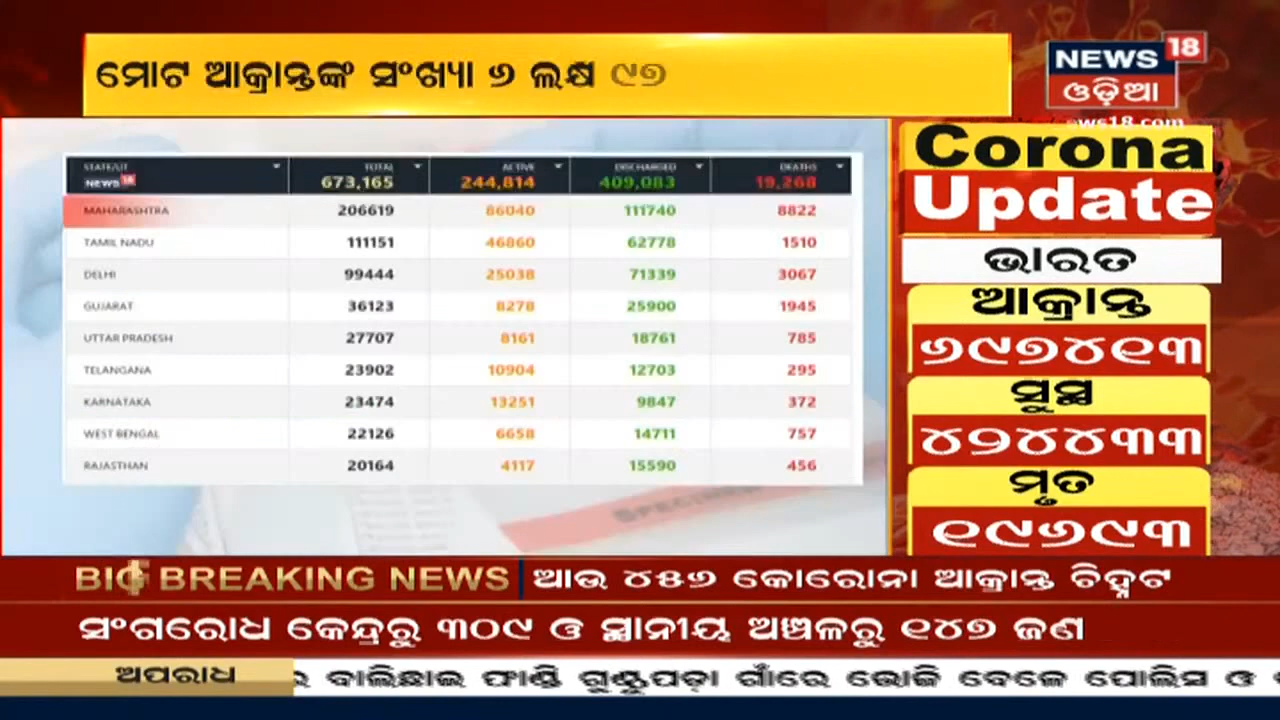 ମୋଟ ଆକ୍ରାନ୍ତଙ୍କ ସଂଖ୍ୟା ୬ ଲକ୍ଷ ୯୭
NEWS 18
ଓଡ଼ିଆ
ews18.com
STATE/UT TOTAL ACTIVE DISCHARGED DEATHS
NEWS18 673,165 244,814 409,083 19,268
MAHARASHTRA 206619 86040 111740 8822
TAMIL NADU 111151 46860 62778 1510
DELHI 99444 25038 71339 3067
GUJARAT 36123 8278 25900 1945
UTTAR PRADESH 27707 8161 18761 785
TELANGANA 23902 10904 12703 295
KARNATAKA 23474 13251 9847 372
WEST BENGAL 22126 6658 14711 757
RAJASTHAN 20164 4117 15590 456
Corona
Update
ଭାରତ
ଆକ୍ରାନ୍ତ
୬୯୭୪୧୩
ସୁସ୍ଥ
୪୨୪୪୩୩
ମୃତ
୧୯୬୯୩
BIG BREAKING NEWS ଆଉ ୪୫୬ କୋରୋନା ଆକ୍ରାନ୍ତ ଚିହ୍ନଟ
ସଂଗରୋଧ କେନ୍ଦ୍ରରୁ ୩୦୯ ଓ ସ୍ଥାନୀୟ ଅଞ୍ଚଳରୁ ୧୪୭ ଜଣ
ଅପରାଧ ବାଲିଛାଇ ଫାଣ୍ଡି ଗୁଣ୍ଠୁପଡ଼ା ଗାଁରେ ଭୋଜି ବେଳେ ପୋଲିସ ଓ